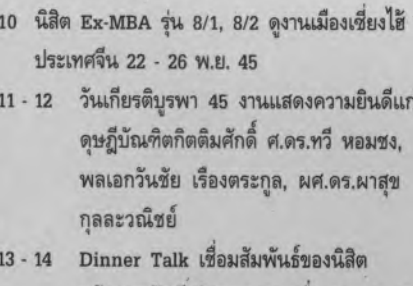 10 นิสิต Ex-MBA รุ่น 8/1, 8/2 ดูงานเมืองเซี่ยงไฮ้
ประเทศจีน 22 - 26 พ.ย. 45
11 - 12 วันเกียรติบูรพา 45 งานแสดงความยินดีแก่
ดุษฎีบัณฑิตกิตติมศักดิ์ ศ.ดร.ทวี หอมชง,
พลเอกวันชัย เรืองตระกูล, ผศ.ดร.ผาสุข
กุลละวณิชย์
13 - 14 Dinner Talk เชื่อมสัมพันธ์ของนิสิต